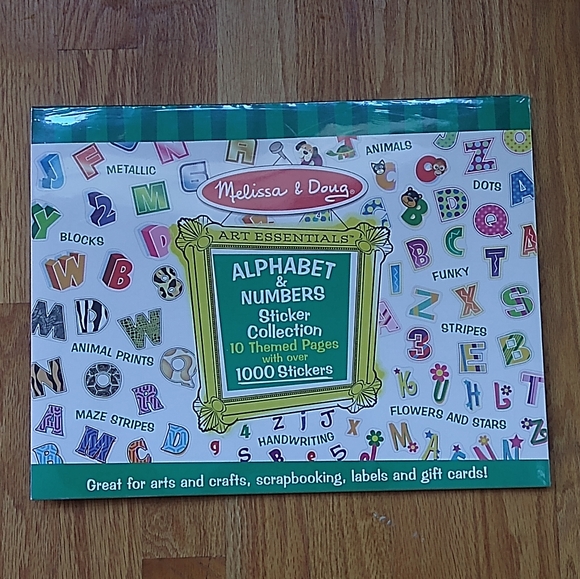 ANIMALS
METALLIC
Melissa & Doug
DOTS
ART ESSENTIALS™
BLOCKS
ALPHABET
&
NUMBERS
Sticker
Collection
10 Themed Pages
with over
1000 Stickers
FUNKY
STRIPES
ANIMAL PRINTS
MAZE STRIPES
FLOWERS AND STARS
HANDWRITING
Great for arts and crafts, scrapbooking, labels and gift cards!